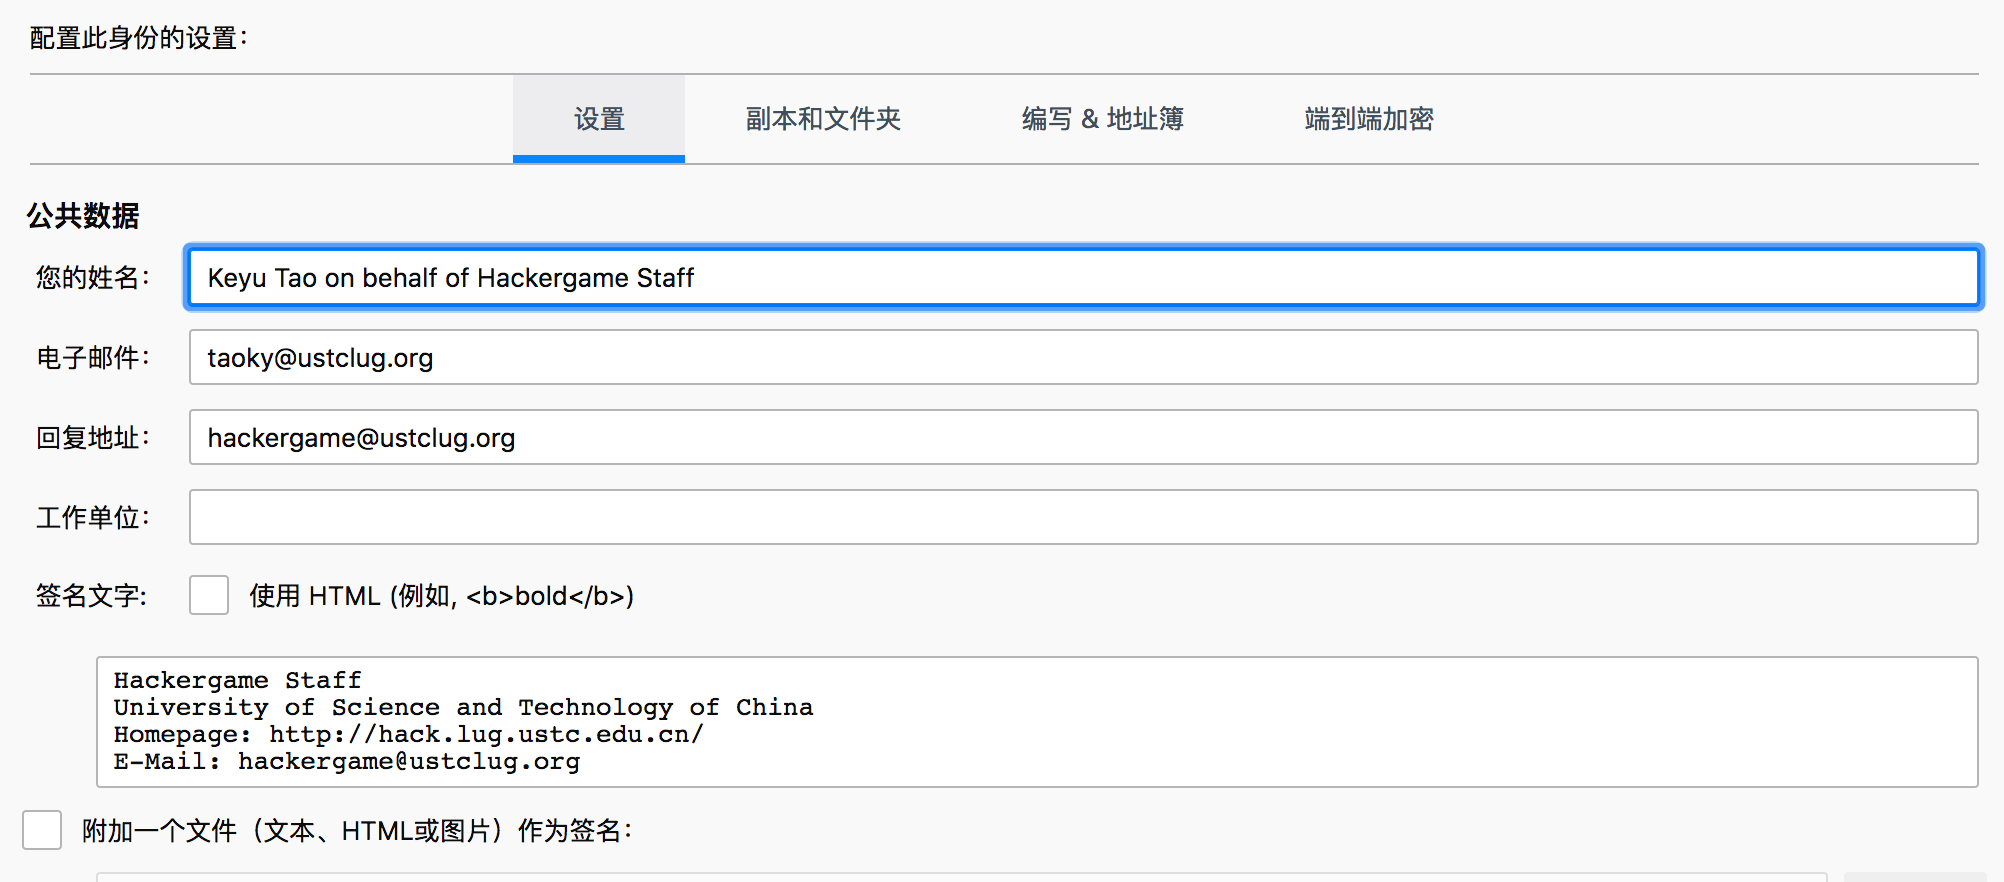 配置此身份的设置：
设置 副本和文件夹 编写 & 地址簿 端到端加密
公共数据
您的姓名： Keyu Tao on behalf of Hackergame Staff
电子邮件： taoky@ustclug.org
回复地址： hackergame@ustclug.org
工作单位：
签名文字: 使用 HTML (例如, <b>bold</b>)
Hackergame Staff
University of Science and Technology of China
Homepage: http://hack.lug.ustc.edu.cn/
E-Mail: hackergame@ustclug.org
附加一个文件（文本、HTML或图片）作为签名：